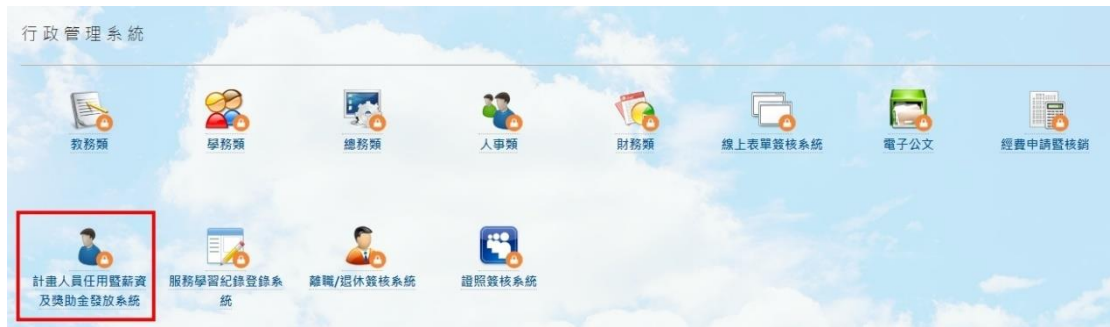 行政管理系統
教務類
學務類
總務類
人事類
財務類
線上表單簽核系統
電子公文
經費申請暨核銷
計畫人員任用暨薪資
及獎助金發放系統
服務學習紀錄登錄系
統
離職/退休簽核系統
證照簽核系統